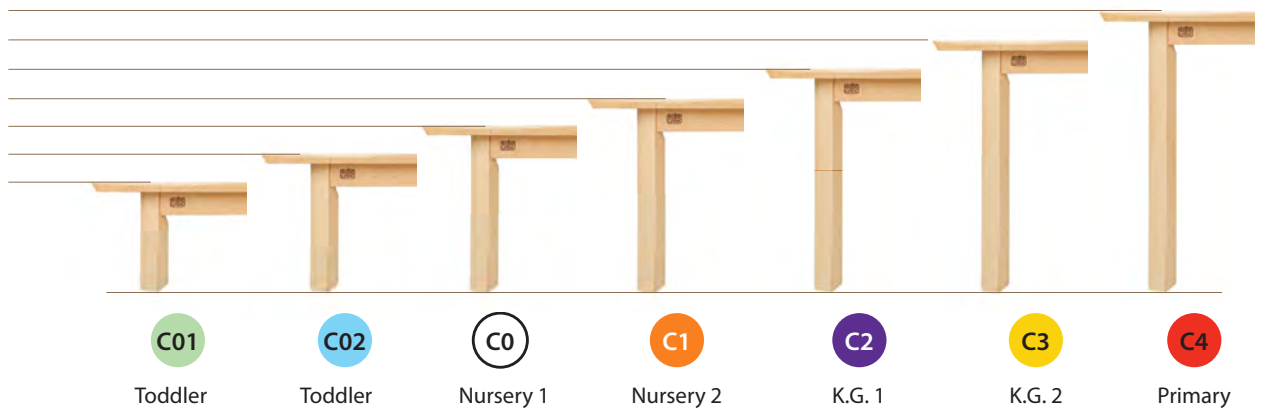 C01 C02 C0 C1 C2 C3 C4
Toddler Toddler Nursery 1 Nursery 2 K.G. 1 K.G. 2 Primary